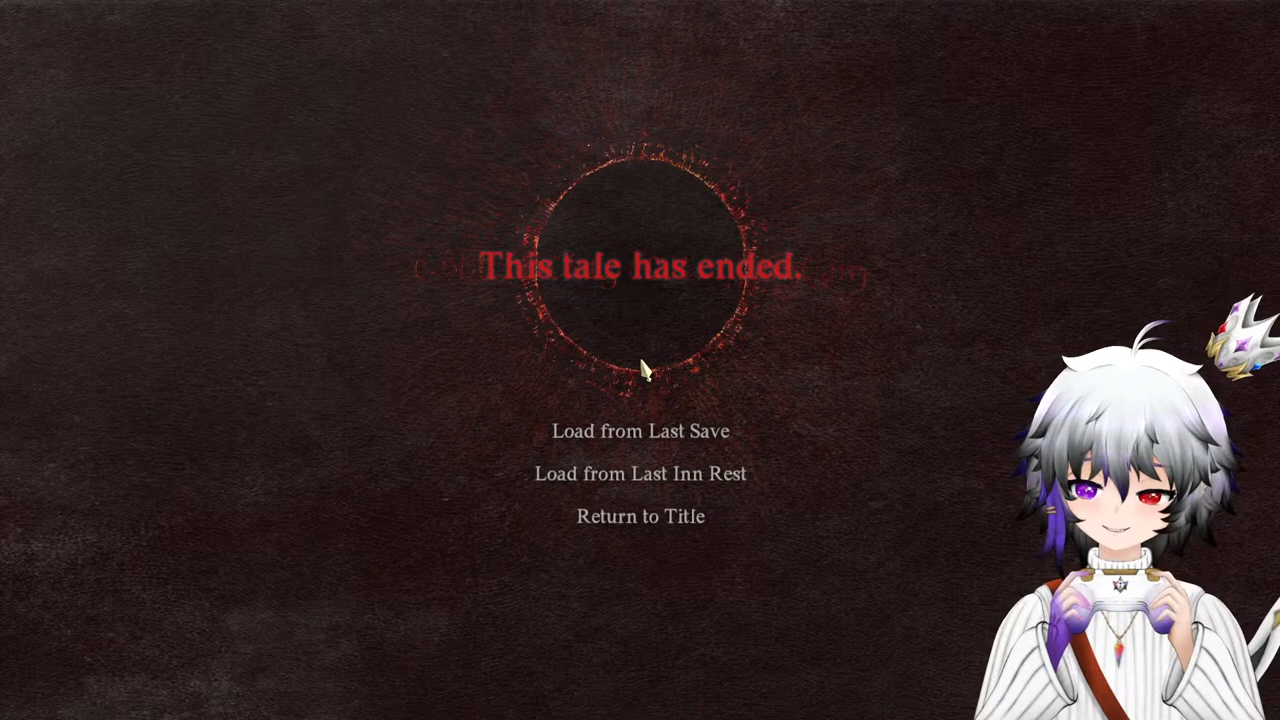 This tale has ended.
Load from Last Save
Load from Last Inn Rest
Return to Title